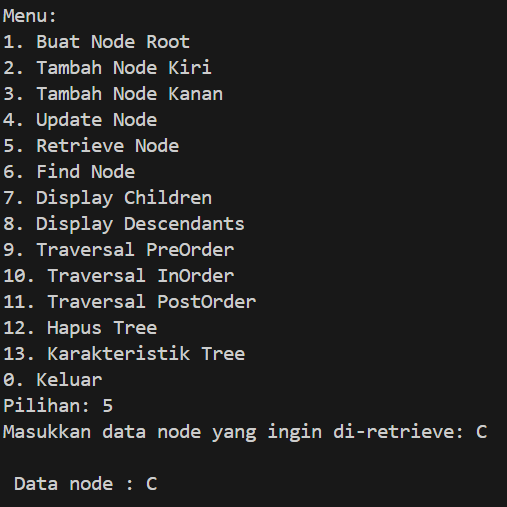 Menu:
1. Buat Node Root
2. Tambah Node Kiri
3. Tambah Node Kanan
4. Update Node
5. Retrieve Node
6. Find Node
7. Display Children
8. Display Descendants
9. Traversal PreOrder
10. Traversal InOrder
11. Traversal PostOrder
12. Hapus Tree
13. Karakteristik Tree
0. Keluar
Pilihan: 5
Masukkan data node yang ingin di-retrieve: C
Data node : C